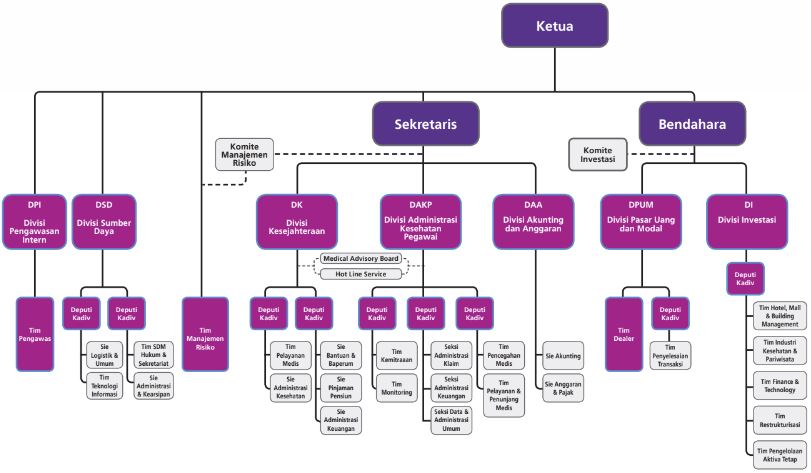 Ketua
Sekretaris
Bendahara
Komite
Manajemen
Risiko
Komite
Investasi
DPI
Divisi
Pengawasan
Intern
DSD
Divisi Sumber
Daya
DK
Divisi
Kesejahteraan
DAKP
Divisi Administrasi
Kesehatan
Pegawai
DAA
Divisi Akunting
dan Anggaran
DPUM
Divisi Pasar Uang
dan Modal
DI
Divisi Investasi
Medical Advisory Board
Hot Line Service
Tim
Pengawas
Deputi
Kadiv
Deputi
Kadiv
Tim
Manajemen
Risiko
Deputi
Kadiv
Deputi
Kadiv
Deputi
Kadiv
Deputi
Kadiv
Deputi
Kadiv
Tim
Dealer
Deputi
Kadiv
Deputi
Kadiv
Sie
Logistik &
Umum
Tim
Teknologi
Informasi
Tim SDM
Hukum &
Sekretariat
Sie
Administrasi
& Kearsipan
Tim
Pelayanan
Medis
Sie
Administrasi
Kesehatan
Sie
Bantuan &
Baperum
Sie
Pinjaman
Pensiun
Sie
Administrasi
Keuangan
Tim
Kemitraaan
Tim
Monitoring
Seksi
Administrasi
Klaim
Seksi
Administrasi
Keuangan
Seksi Data &
Administrasi
Umum
Tim
Pencegahan
Medis
Tim
Pelayanan &
Penunjang
Medis
Sie Akunting
Sie Anggaran
& Pajak
Tim
Penyelesaian
Transaksi
Tim Hotel, Mall
& Building
Management
Tim Industri
Kesehatan &
Pariwisata
Tim Finance &
Technology
Tim
Restrukturisasi
Tim Pengelolaan
Aktiva Tetap